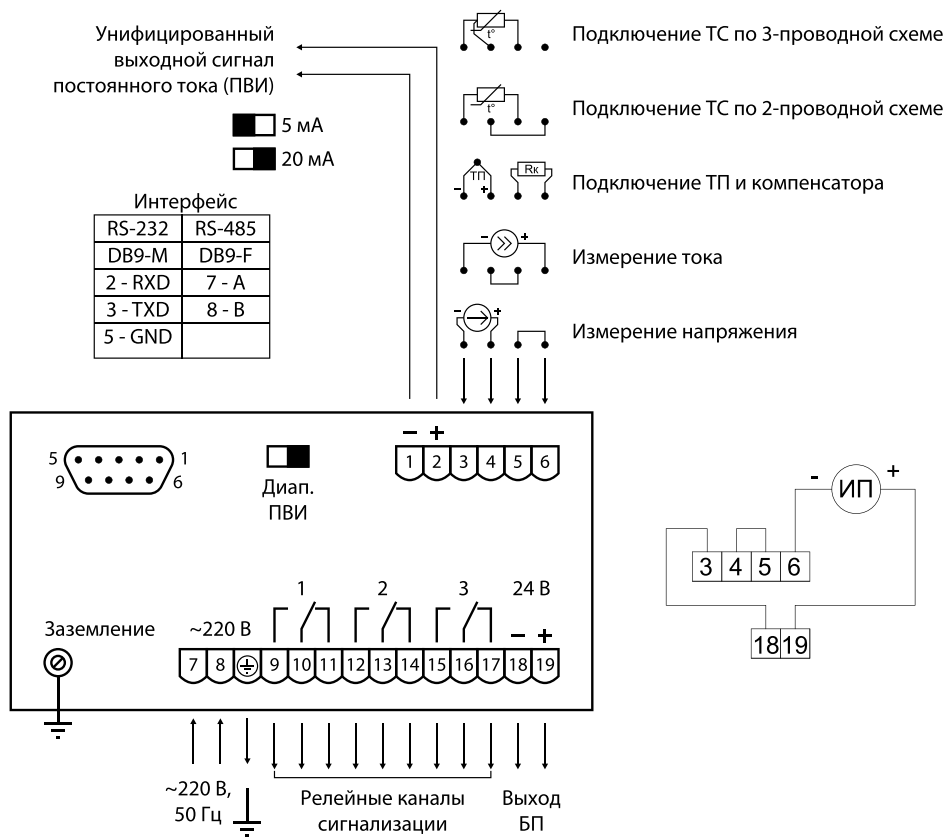 Унифицированный
выходной сигнал
постоянного тока (ПВИ)
5 мА
20 мА
Интерфейс
RS-232 RS-485
DB9-M DB9-F
2 - RXD 7 - A
3 - TXD 8 - B
5 - GND
t°
Подключение ТС по 3-проводной схеме
t°
Подключение ТС по 2-проводной схеме
ТП
- +
Rк
Подключение ТП и компенсатора
- +
Измерение тока
- +
Измерение напряжения
5 1
9 6
Диап.
ПВИ
- +
1 2 3 4 5 6
Заземление
~220 В
1 2 3 24 В
- +
7 8 9 10 11 12 13 14 15 16 17 18 19
~220 В,
50 Гц
Релейные каналы
сигнализации
Выход
БП
- ИП +
3 4 5 6
18 19